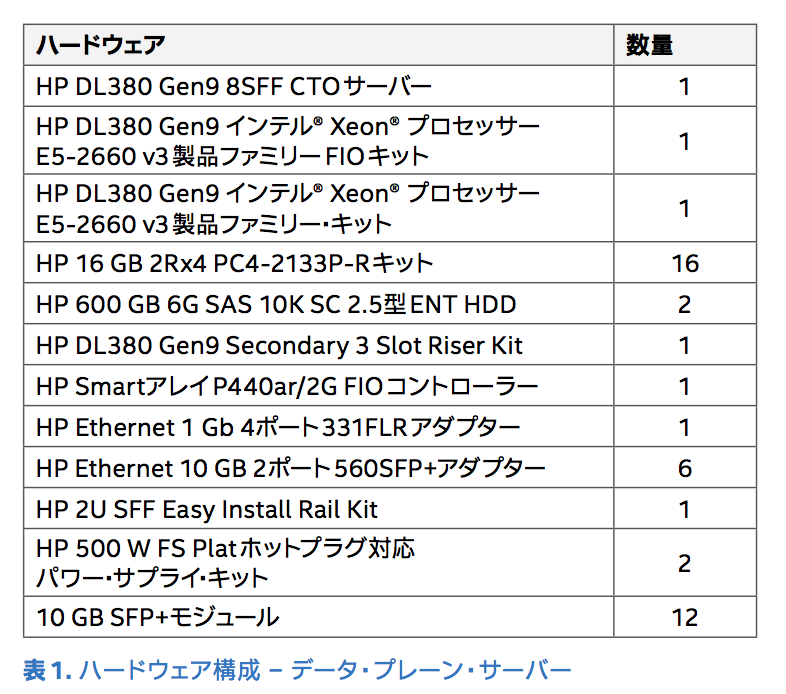 ハードウェア 数量
HP DL380 Gen9 8SFF CTOサーバー 1
HP DL380 Gen9 インテル® Xeon® プロセッサー
E5-2660 v3製品ファミリーFIOキット 1
HP DL380 Gen9 インテル® Xeon® プロセッサー
E5-2660 v3製品ファミリー・キット 1
HP 16 GB 2Rx4 PC4-2133P-Rキット 16
HP 600 GB 6G SAS 10K SC 2.5型ENT HDD 2
HP DL380 Gen9 Secondary 3 Slot Riser Kit 1
HP SmartアレイP440ar/2G FIOコントローラー 1
HP Ethernet 1 Gb 4ポート331FLRアダプター 1
HP Ethernet 10 GB 2ポート560SFP+アダプター 6
HP 2U SFF Easy Install Rail Kit 1
HP 500 W FS Platホットプラグ対応
パワー・サプライ・キット 2
10 GB SFP+モジュール 12
表1. ハードウェア構成 – データ・プレーン・サーバー